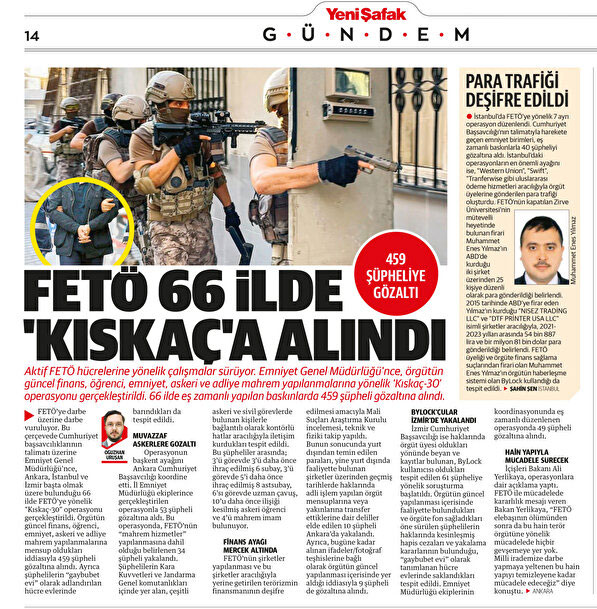 14
YeniŞafak
G·Ü·N·D·E·M
459
ŞÜPHELİYE
GÖZALTI
FETÖ 66 İLDE
'KISKAÇ'A ALINDI
Aktif FETÖ hücrelerine yönelik çalışmalar sürüyor. Emniyet Genel Müdürlüğü'nce, örgütün
güncel finans, öğrenci, emniyet, askeri ve adliye mahrem yapılanmalarına yönelik 'Kıskaç-30'
operasyonu gerçekleştirildi. 66 ilde eş zamanlı yapılan baskınlarda 459 şüpheli gözaltına alındı.
FETÖ'ye darbe
üzerine darbe
vuruluyor. Bu
çerçevede Cumhuriyet
başsavcılıklarının
talimatı üzerine
Emniyet Genel
Müdürlüğü'nce,
Ankara, İstanbul ve
İzmir başta olmak
üzere bulunduğu 66
ilde FETÖ'ye yönelik
"Kıskaç-30" operasyonu
gerçekleştirildi. Örgütün
güncel finans, öğrenci,
emniyet, askeri ve adliye
mahrem yapılanmalarına
mensup oldukları
iddiasıyla 459 şüpheli
gözaltına alındı. Ayrıca
şüphelilerin "gaybubet
evi" olarak adlandırılan
hücre evlerinde
OĞUZHAN
URUŞAN
barındıkları da
tespit edildi.
MUVAZZAF
ASKERLERE GÖZALTI
Operasyonun
başkent ayağında
Ankara Cumhuriyet
Başsavcılığı koordine
etti, İl Emniyet
Müdürlüğü ekiplerince
gerçekleştirilen
operasyonla 53 şüpheli
gözaltına aldı. Bu
operasyonda, FETÖ'nün
"mahrem hizmetler"
yapılanmasına dahil
olduğu belirlenen 34
şüpheli yakalandı.
Şüphelilerin Kara
Kuvvetleri ve Jandarma
Genel komutanlıkları
içinde yer alan, çeşitli
askeri ve sivil görevlerde
bulunan kişilerle
bağlantılı olarak kontörlü
hatlar aracılığıyla iletişim
kurdukları tespit edildi.
Bu şüpheliler arasında;
3'ü görevde 3'ü daha önce
ihraç edilmiş 6 subay, 3'ü
görevde 5'i daha önce
ihraç edilmiş 8 astsubay,
6'sı görevde uzman çavuş,
10'u daha önce ilişiği
kesilmiş askeri öğrenci
ve 4'ü mahrem imam
bulunuyor.
FİNANS AYAĞI
MERCEK ALTINDA
FETÖ'nün şirketler
yapılanması ve bu
şirketler aracılığıyla
yerine getirilen terörizmin
finansmanının deşifre
edilmesi amacıyla Mali
Suçları Araştırma Kurulu
incelemesi, teknik ve
fiziki takip yapıldı.
Bunun sonucunda yurt
dışından temin edilen
paraları, yine yurt dışında
faaliyette bulunan
şirketler üzerinden geçmiş
tarihlerde haklarında
adli işlem yapılan örgüt
mensuplarına veya
yakınlarına transfer
ettiklerine dair deliller
elde edilen 10 şüpheli
Ankara'da yakalandı.
Ayrıca, bugüne kadar
alınan ifadeler/fotoğraf
teşhislerine bağlı
olarak örgütün güncel
yapılanması içerisinde yer
aldığı iddiasıyla 9 şüpheli
gözaltına alındı.
BYLOCK'CULAR
İZMİR'DE YAKALANDI
İzmir Cumhuriyet
Başsavcılığı ise haklarında
örgüt üyesi oldukları
yönünde beyan ve
kayıtlar bulunan, ByLock
kullanıcısı oldukları
tespit edilen 61 şüpheliye
yönelik soruşturma
başlatıldı. Örgütün güncel
yapılanması içerisinde
faaliyette bulundukları
ve örgüte fon sağladıkları
öne sürülen şüphelilerin
haklarında kesinleşmiş
hapis cezaları ve yakalama
kararlarının bulunduğu,
"gaybubet evi" olarak
tanımlanan hücre
evlerinde saklandıkları
tespit edildi. Emniyet
Müdürlüğü ekiplerinin
koordinasyonunda eş
zamanlı düzenlenen
operasyonda 49 şüpheli
gözaltına alındı.
HAİN YAPIYLA
MÜCADELE SÜRECEK
İçişleri Bakanı Ali
Yerlikaya, operasyonlara
dair açıklama yaptı.
FETÖ ile mücadelede
kararlılık mesajı veren
Bakan Yerlikaya, "FETÖ
elebaşının ölümünden
sonra da bu hain terör
örgütüne yönelik
mücadelede hiçbir
gevşemeye yer yok.
Milli irademize darbe
yapmaya yeltenen bu hain
yapıyı temizleyene kadar
mücadele edeceğiz" diye
konuştu. ▶ ANKARA
PARA TRAFİĞİ
DEŞİFRE EDİLDİ
● İstanbul'da FETÖ'ye yönelik 7 ayrı
operasyon düzenlendi. Cumhuriyet
Başsavcılığı'nın talimatıyla harekete
geçen emniyet birimleri, eş
zamanlı baskınlarla 40 şüpheliyi
gözaltına aldı. İstanbul'daki
operasyonların en önemli ayağını
ise, "Western Union", "Swift",
"Tranferwise gibi uluslararası
ödeme hizmetleri aracılığıyla örgüt
üyelerine gönderilen para trafiği
oluşturdu. FETÖ'nün kapatılan Zirve
Üniversitesi'nin
mütevelli
heyetinde
bulunan firari
Muhammet
Enes Yılmaz'ın
ABD'de
kurduğu
iki şirket
üzerinden 25
kişiye düzenli
olarak para gönderildiği belirlendi.
2015 tarihinde ABD'ye firar eden
Yılmaz'ın kurduğu "NISEZ TRADING
LLC" ve "DTF PRİNTER USA LLC"
isimli şirketler aracılığıyla, 2021-
2023 yılları arasında 54 bin 887
lira ve bir milyon 81 bin dolar para
gönderildiği belirlendi. FETÖ
üyeliği ve örgüte finans sağlama
suçlarından firari olan Muhammet
Enes Yılmaz'ın örgütün haberleşme
sistemi olan ByLock kullandığı da
tespit edildi. ▶ ŞAHİN ŞEN İSTANBUL
Muhammet Enes Yılmaz